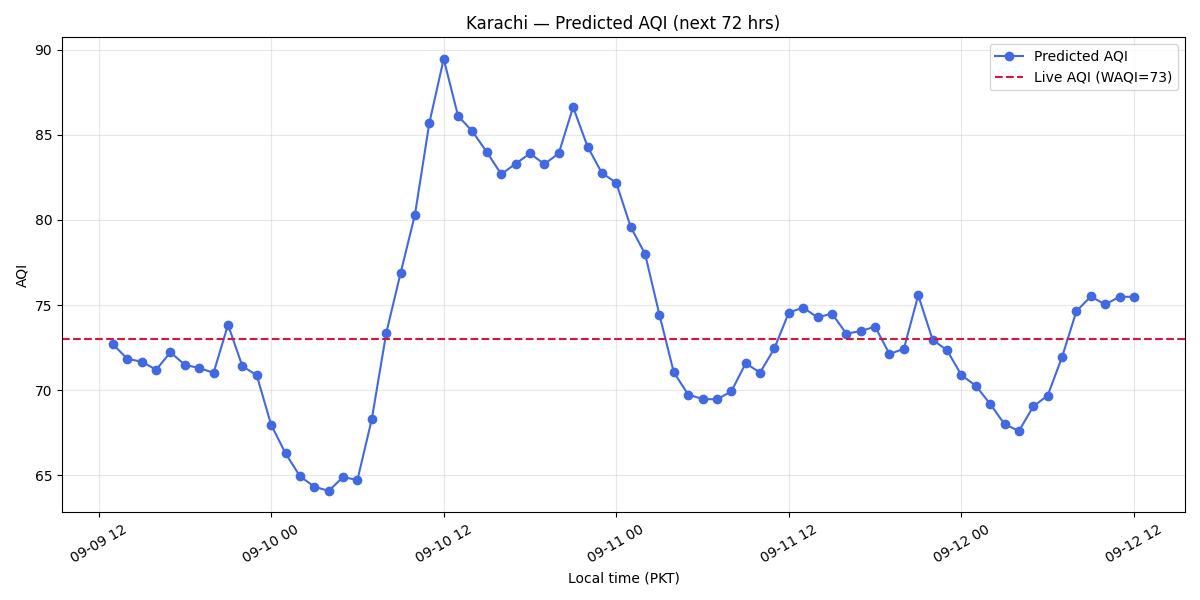 Karachi — Predicted AQI (next 72 hrs)
Predicted AQI
Live AQI (WAQI=73)
AQI
90
85
80
75
70
65
09-09 12
09-10 00
09-10 12
09-11 00
09-11 12
09-12 00
09-12 12
Local time (PKT)